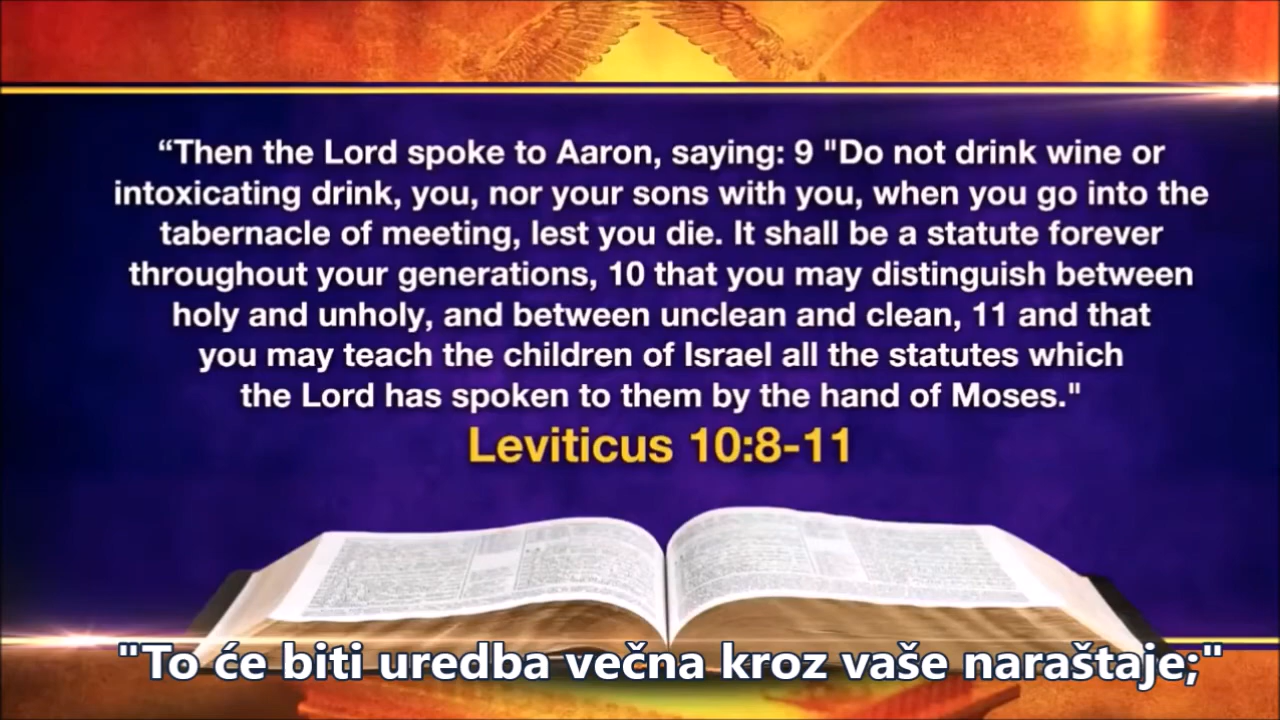 “Then the Lord spoke to Aaron, saying: 9 "Do not drink wine or
intoxicating drink, you, nor your sons with you, when you go into the
tabernacle of meeting, lest you die. It shall be a statute forever
throughout your generations, 10 that you may distinguish between
holy and unholy, and between unclean and clean, 11 and that
you may teach the children of Israel all the statutes which
the Lord has spoken to them by the hand of Moses."
Leviticus 10:8-11
"To će biti uredba večna kroz vaše naraštaje;"